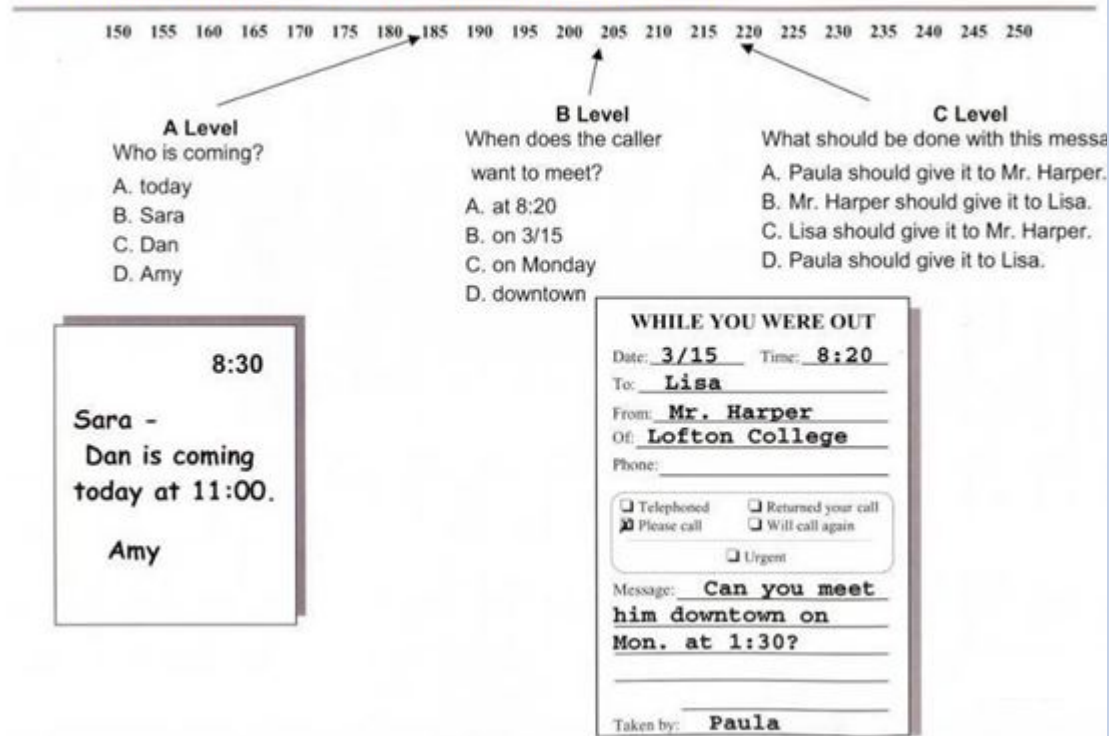 150 155 160 165 170 175 180 185 190 195 200 205 210 215 220 225 230 235 240 245 250
A Level
Who is coming?
A. today
B. Sara
C. Dan
D. Amy
B Level
When does the caller
want to meet?
A. at 8:20
B. on 3/15
C. on Monday
D. downtown
C Level
What should be done with this messa
A. Paula should give it to Mr. Harper.
B. Mr. Harper should give it to Lisa.
C. Lisa should give it to Mr. Harper.
D. Paula should give it to Lisa.
8:30
Sara -
Dan is coming
today at 11:00.
Amy
WHILE YOU WERE OUT
Date: 3/15 Time: 8:20
To: Lisa
From: Mr. Harper
Of: Lofton College
Phone:
Telephoned Returned your call
Please call Will call again
Urgent
Message: Can you meet
him downtown on
Mon. at 1:30?
Taken by: Paula